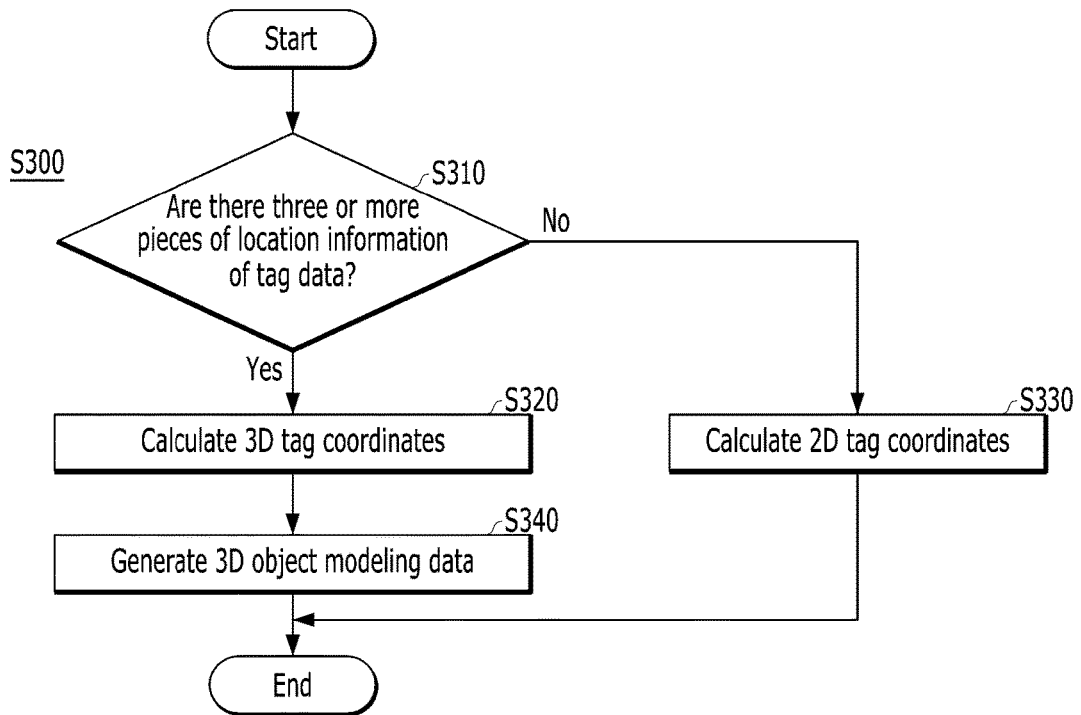 Start
S300
S310
Are there three or more
pieces of location information
of tag data?
No
Yes
S320
Calculate 3D tag coordinates
S330
Calculate 2D tag coordinates
S340
Generate 3D object modeling data
End